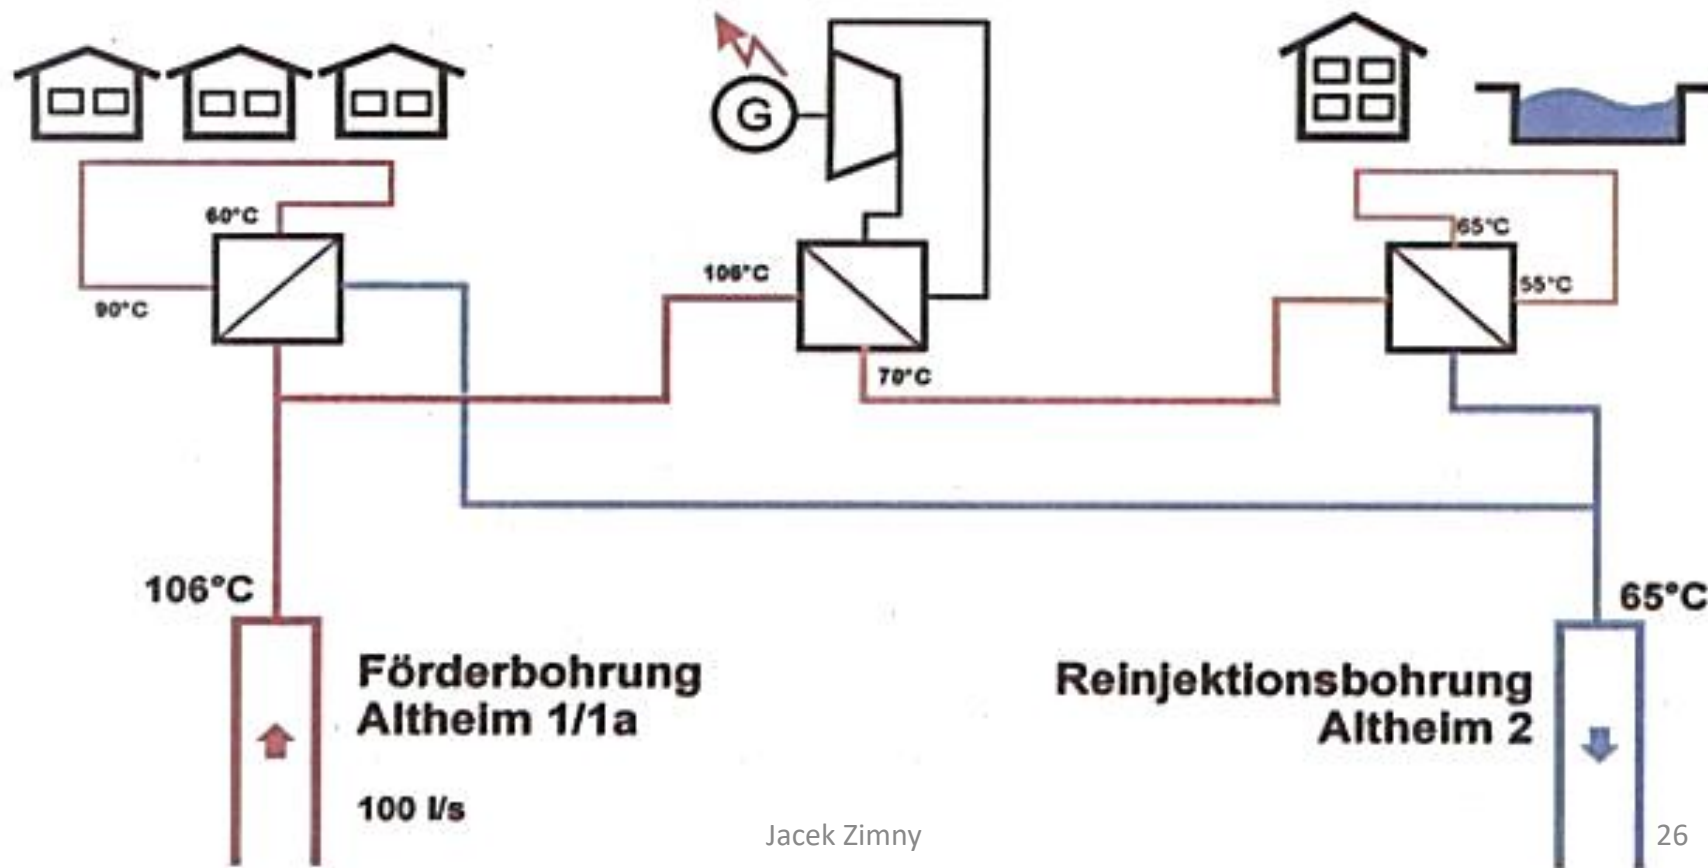 G
60°C
65°C
106°C
55°C
90°C
70°C
106°C
65°C
Förderbohrung
Altheim 1/1a
Reinjektionsbohrung
Altheim 2
100 l/s
Jacek Zimny
26